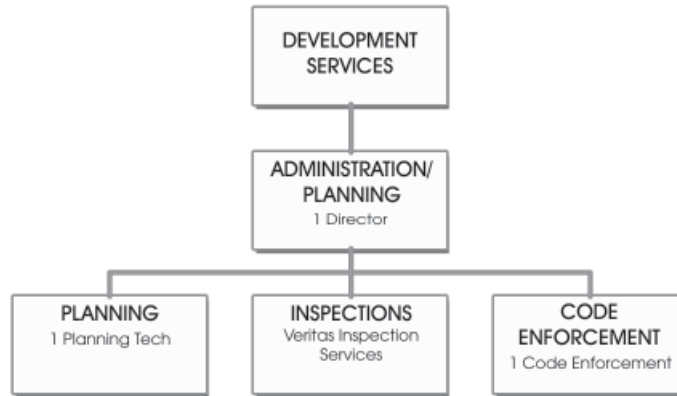 DEVELOPMENT
SERVICES
ADMINISTRATION/
PLANNING
1 Director
PLANNING
1 Planning Tech
INSPECTIONS
Veritas Inspection
Services
CODE
ENFORCEMENT
1 Code Enforcement